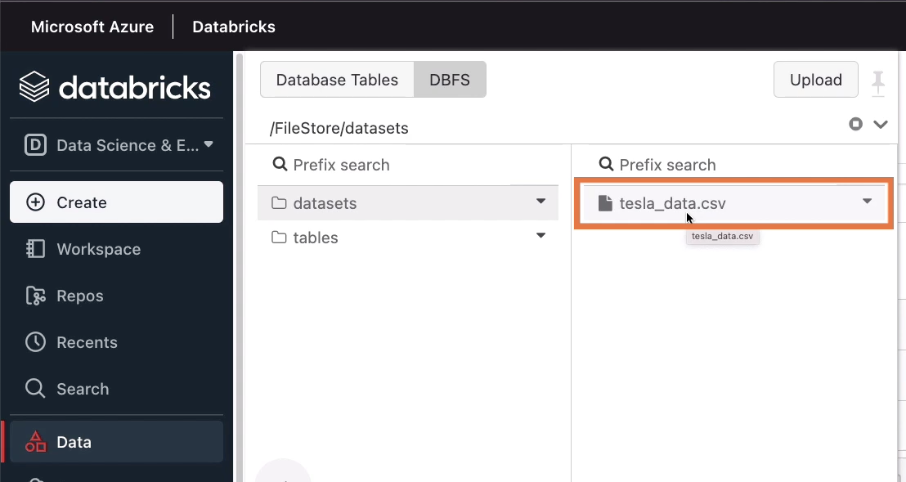 Microsoft Azure
Databricks
databricks
D Data Science & E...
Create
Workspace
Repos
Recents
Search
Data
Database Tables
DBFS
Upload
/FileStore/datasets
Prefix search
datasets
tables
Prefix search
tesla_data.csv
tesla_data.csv